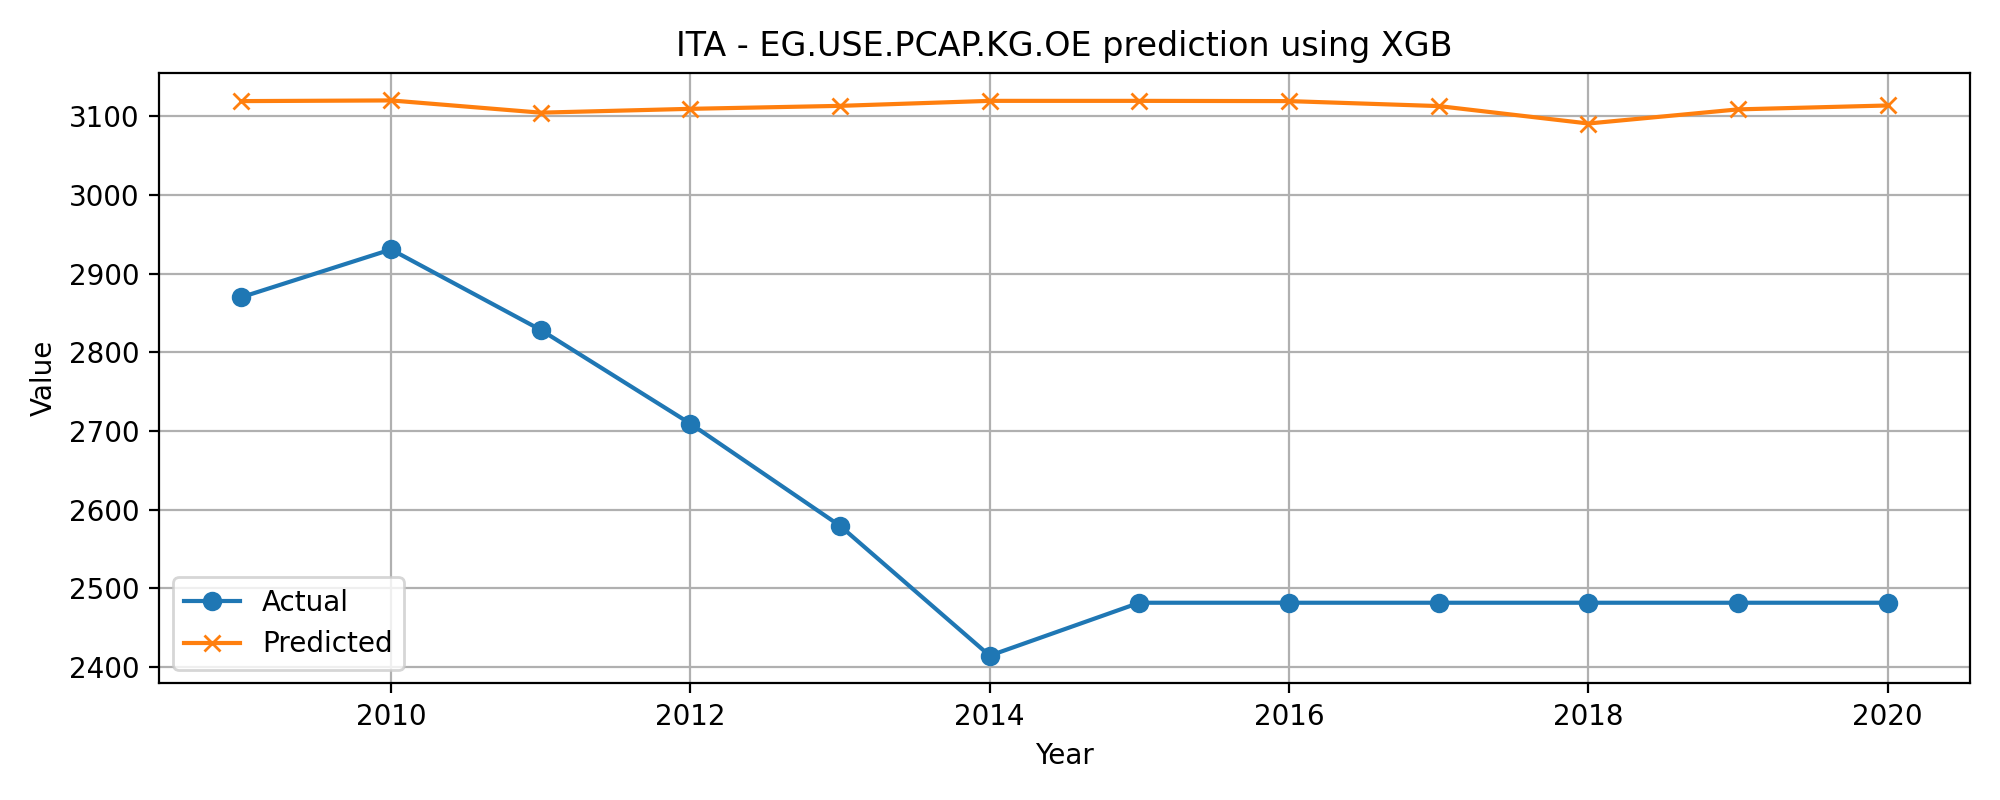 ITA - EG.USE.PCAP.KG.OE prediction using XGB
Value
3100
3000
2900
2800
2700
2600
2500
2400
Actual
Predicted
2010 2012 2014 2016 2018 2020
Year